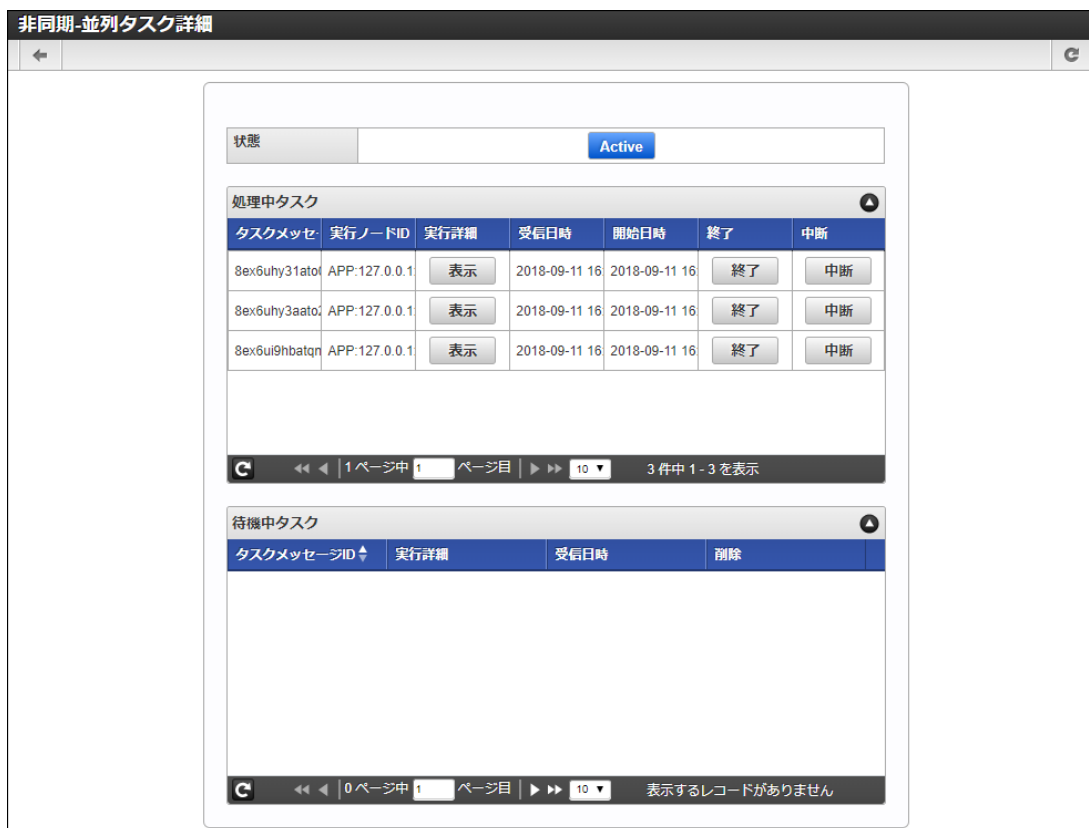 非同期-並列タスク詳細
状態 Active
処理中タスク
タスクメッセ 実行ノードID 実行詳細 受信日時 開始日時 終了 中断
8ex6uhy31ato APP:127.0.0.1: 表示 2018-09-11 16: 2018-09-11 16: 終了 中断
8ex6uhy3aato APP:127.0.0.1: 表示 2018-09-11 16: 2018-09-11 16: 終了 中断
8ex6ui9hbatqn APP:127.0.0.1: 表示 2018-09-11 16: 2018-09-11 16: 終了 中断
1 ページ中 1 ページ目 10 3 件中 1 - 3 を表示
待機中タスク
タスクメッセージID 実行詳細 受信日時 削除
0 ページ中 1 ページ目 10 表示するレコードがありません